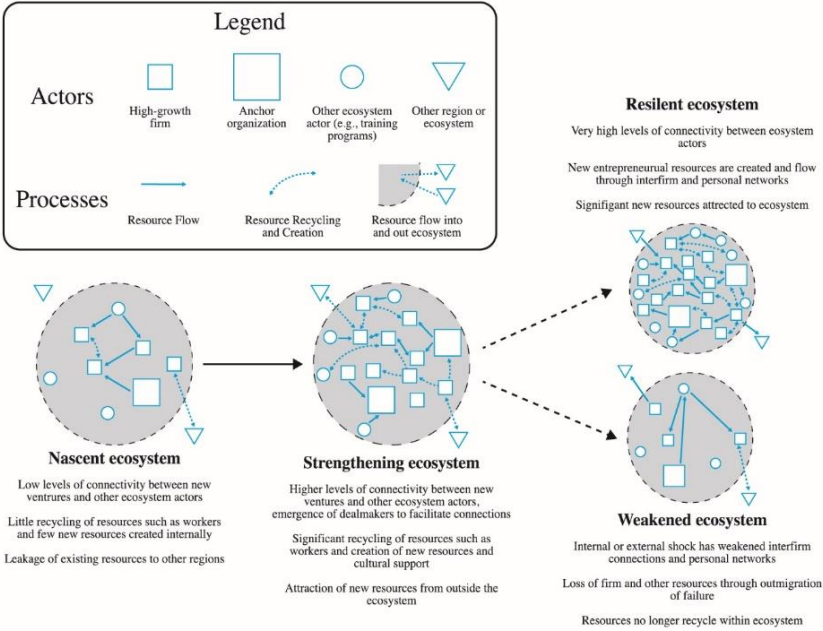 Legend
Actors
High-growth
firm
Anchor
organization
Other ecosystem
actor (e.g., training
programs)
Other region or
ecosystem
Processes
Resource Flow
Resource Recycling
and Creation
Resource flow into
and out ecosystem
Nascent ecosystem
Low levels of connectivity between new
ventures and other ecosystem actors
Little recycling of resources such as workers
and few new resources created internally
Leakage of existing resources to other regions
Strengthening ecosystem
Higher levels of connectivity between new
ventures and other ecosystem actors,
emergence of dealmakers to facilitate connections
Significant recycling of resources such as
workers and creation of new resources and
cultural support
Attraction of new resources from outside the
ecosystem
Resilent ecosystem
Very high levels of connectivity between eosystem
actors
New entrepreneurual resources are created and flow
through interfirm and personal networks
Signifigant new resources attrected to ecosystem
Weakened ecosystem
Internal or external shock has weakened interfirm
connections and personal networks
Loss of firm and other resources through outmigration
of failure
Resources no longer recycle within ecosystem